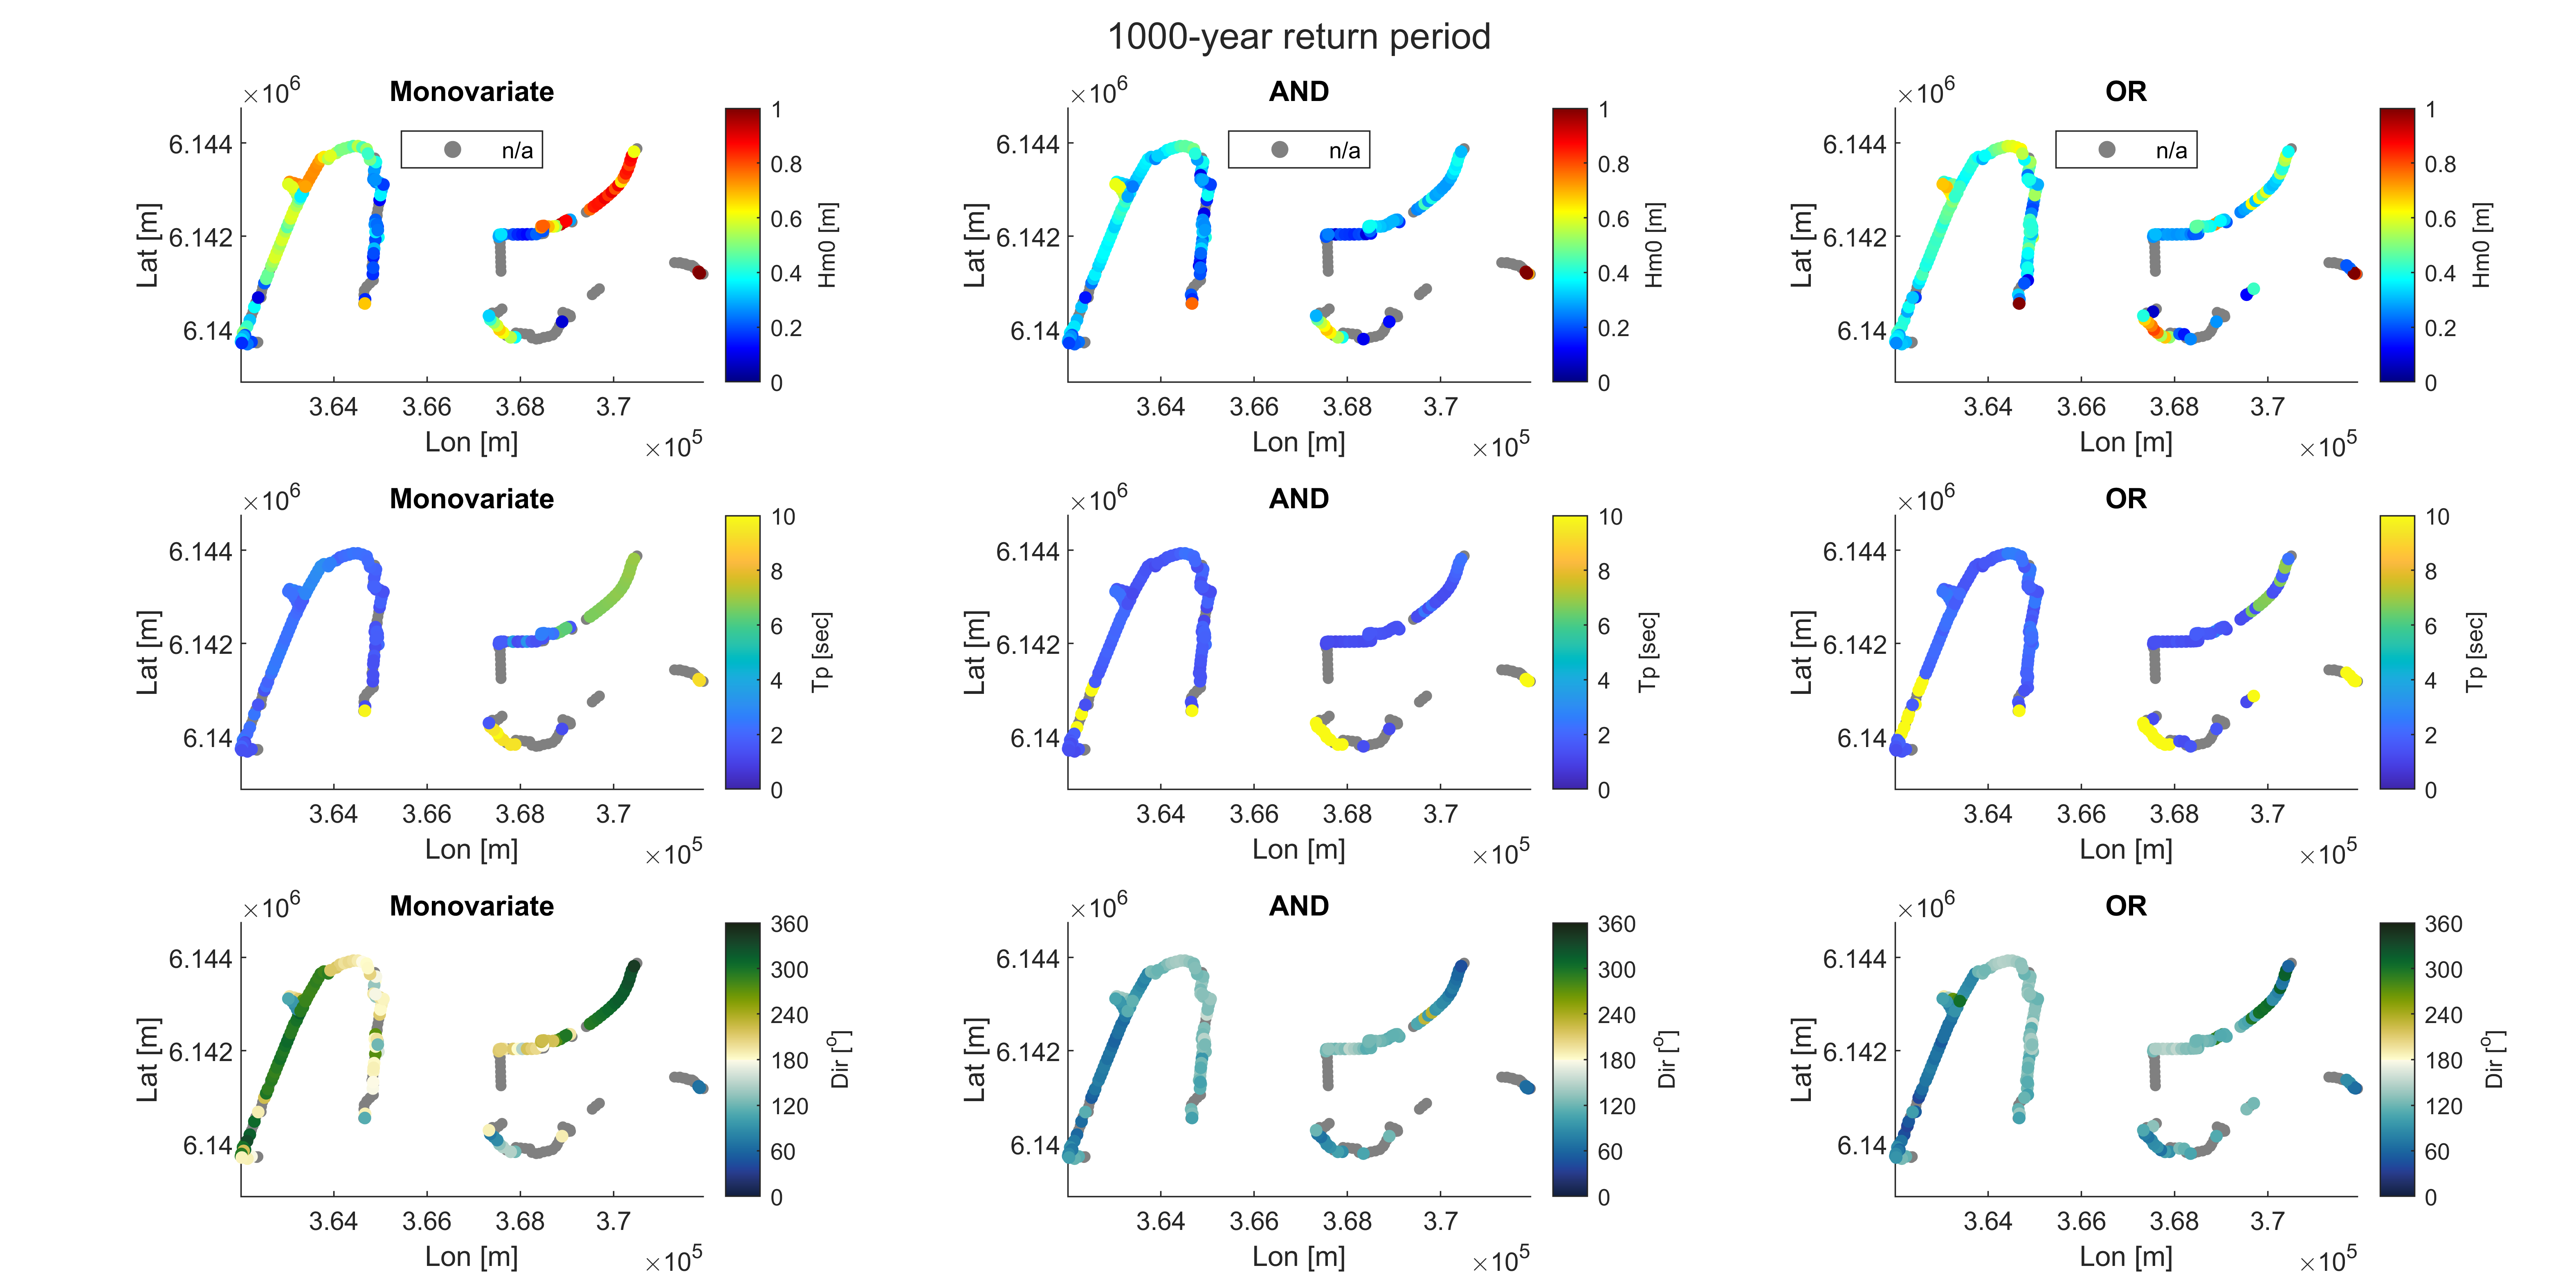 1000-year return period
Monovariate
×10^6
6.144
6.142
6.14
Lat [m]
n/a
3.64 3.66 3.68 3.7
Lon [m]
×10^5
1
0.8
0.6
0.4
0.2
0
Hm0 [m]
AND
×10^6
6.144
6.142
6.14
Lat [m]
n/a
3.64 3.66 3.68 3.7
Lon [m]
×10^5
1
0.8
0.6
0.4
0.2
0
Hm0 [m]
OR
×10^6
6.144
6.142
6.14
Lat [m]
n/a
3.64 3.66 3.68 3.7
Lon [m]
×10^5
1
0.8
0.6
0.4
0.2
0
Hm0 [m]
Monovariate
×10^6
6.144
6.142
6.14
Lat [m]
3.64 3.66 3.68 3.7
Lon [m]
×10^5
10
8
6
4
2
0
Tp [sec]
AND
×10^6
6.144
6.142
6.14
Lat [m]
3.64 3.66 3.68 3.7
Lon [m]
×10^5
10
8
6
4
2
0
Tp [sec]
OR
×10^6
6.144
6.142
6.14
Lat [m]
3.64 3.66 3.68 3.7
Lon [m]
×10^5
10
8
6
4
2
0
Tp [sec]
Monovariate
×10^6
6.144
6.142
6.14
Lat [m]
3.64 3.66 3.68 3.7
Lon [m]
×10^5
360
300
240
180
120
60
0
Dir [°]
AND
×10^6
6.144
6.142
6.14
Lat [m]
3.64 3.66 3.68 3.7
Lon [m]
×10^5
360
300
240
180
120
60
0
Dir [°]
OR
×10^6
6.144
6.142
6.14
Lat [m]
3.64 3.66 3.68 3.7
Lon [m]
×10^5
360
300
240
180
120
60
0
Dir [°]